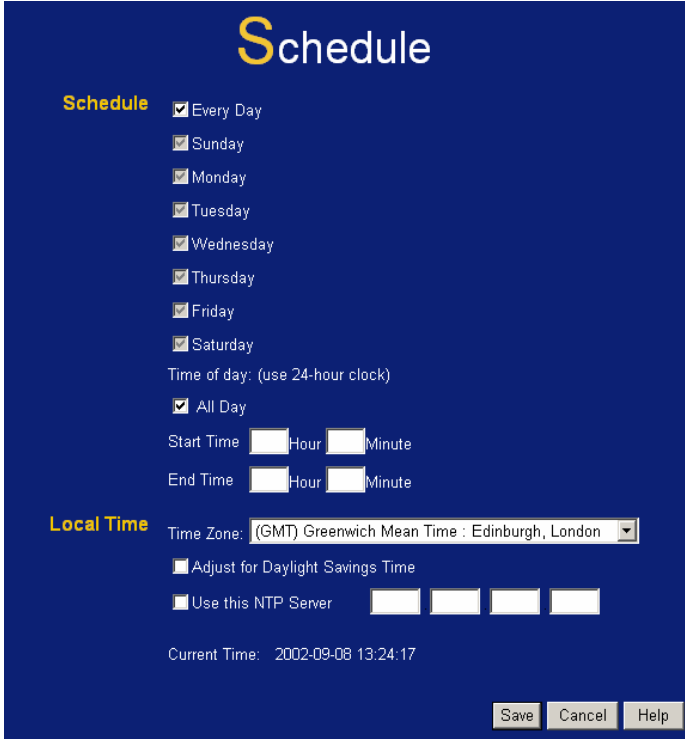 Schedule
Schedule Every Day
Sunday
Monday
Tuesday
Wednesday
Thursday
Friday
Saturday
Time of day: (use 24-hour clock)
All Day
Start Time Hour Minute
End Time Hour Minute
Local Time Time Zone: (GMT) Greenwich Mean Time : Edinburgh, London
Adjust for Daylight Savings Time
Use this NTP Server
Current Time: 2002-09-08 13:24:17
Save Cancel Help